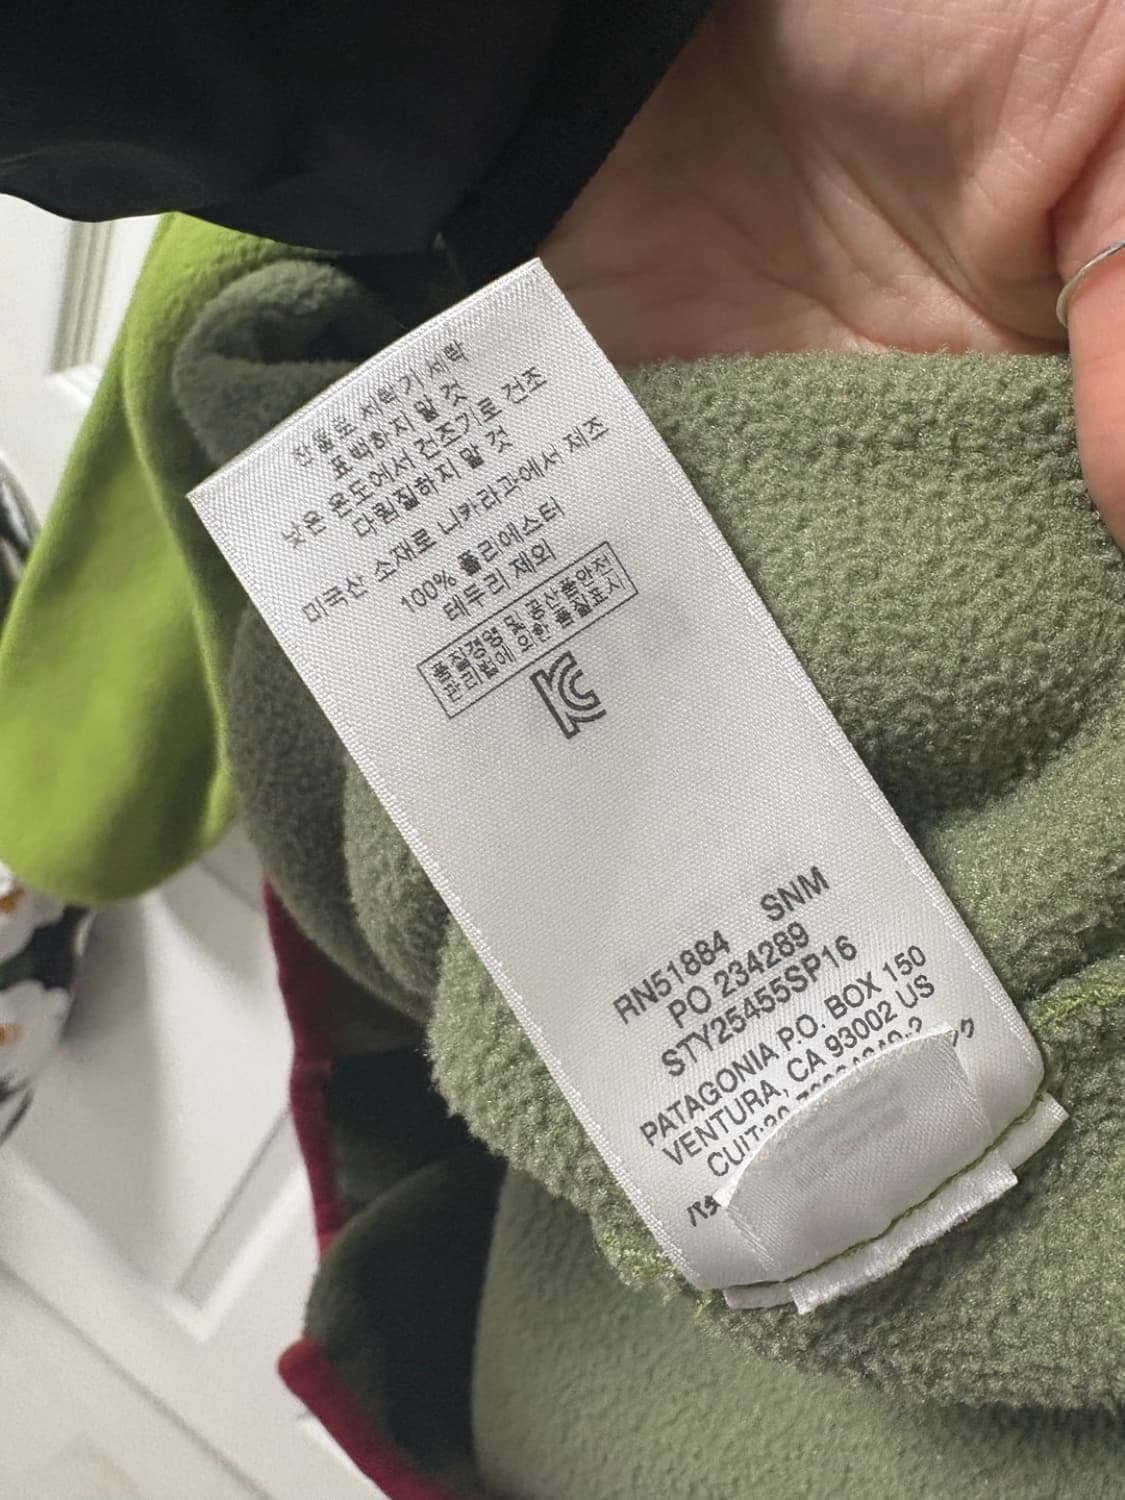 찬물로 세탁기 세탁
표백하지 말 것
낮은 온도에서 건조기로 건조
다림질하지 말 것
미국산 소재로 니카라과에서 제조
100% 폴리에스터
테두리 제외
품질경영 및 공산품안전
관리법에 의한 품질표시
KC
RN51884 SNM
PO 234289
STY25455SP16
PATAGONIA P.O. BOX 150
VENTURA, CA 93002 US
CUIT:30